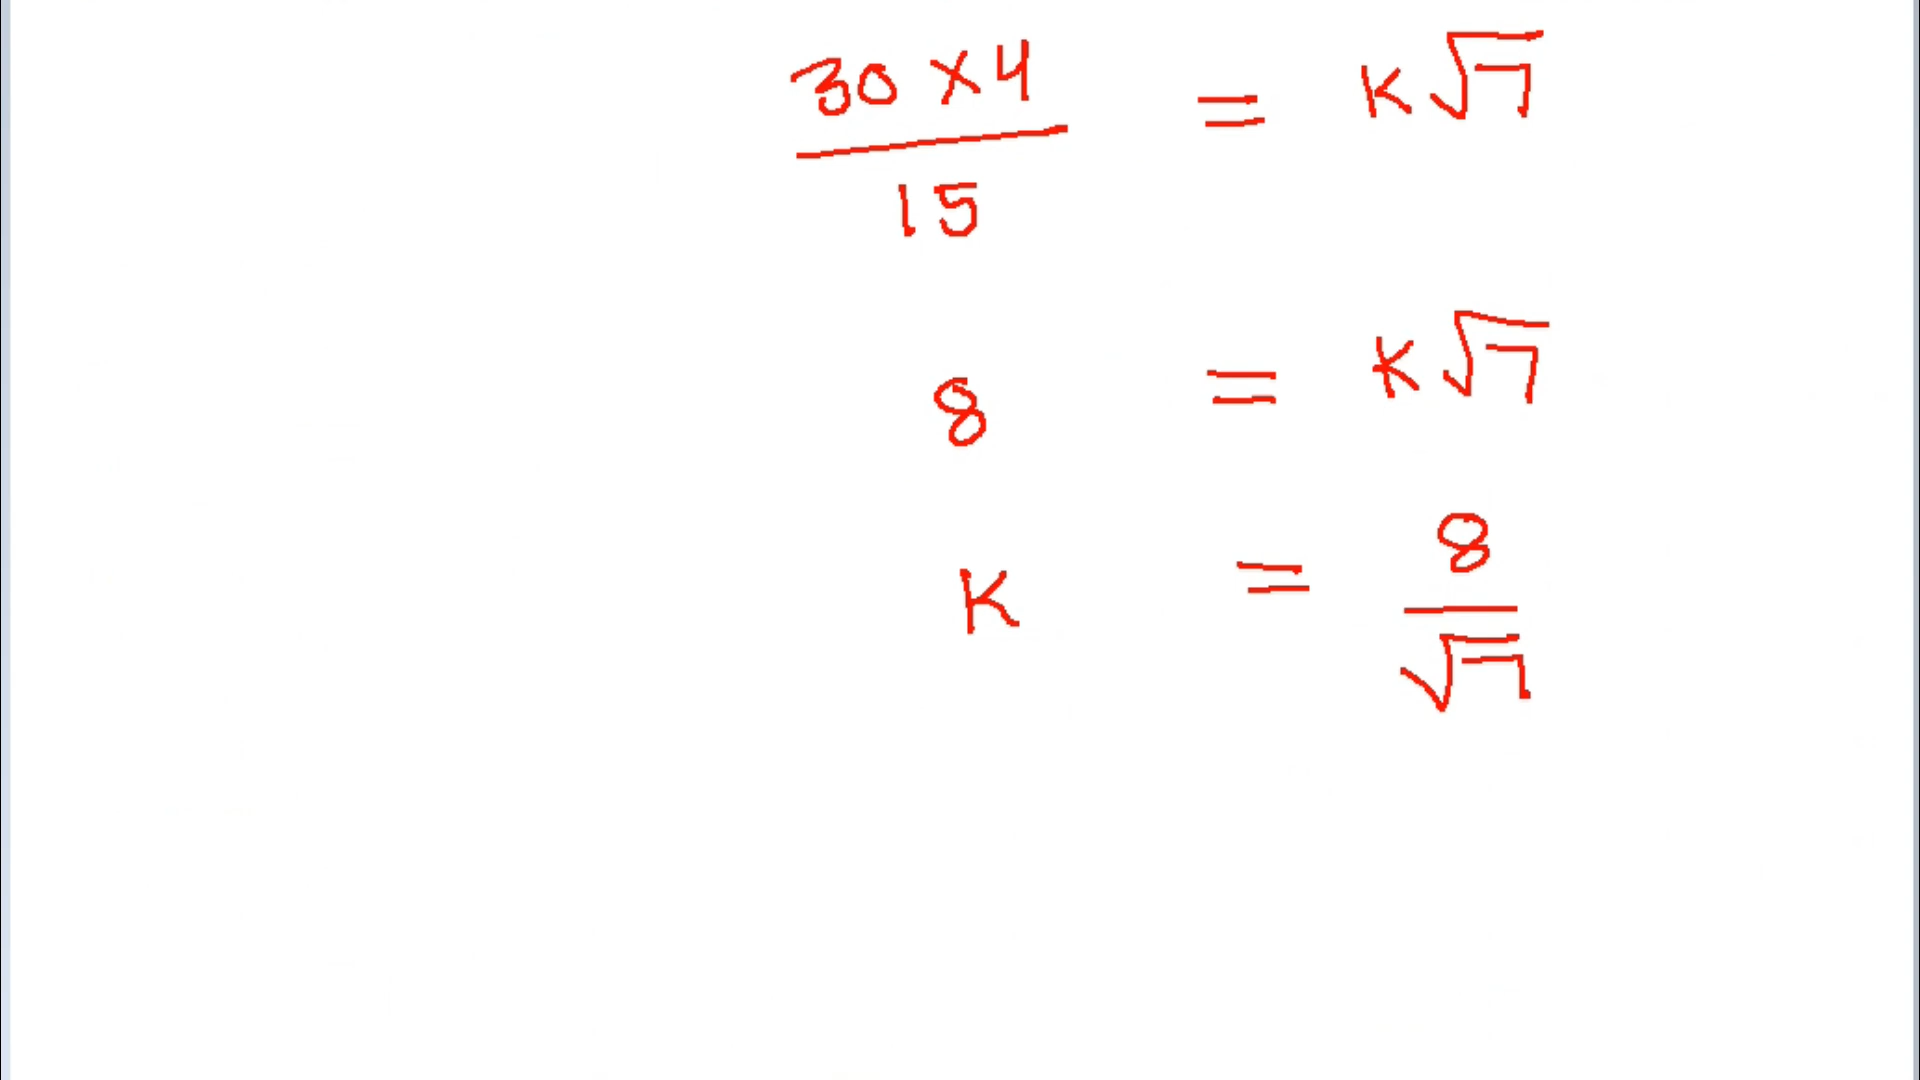 30 × 4 / 15 = K√7
8 = K√7
K = 8 / √7